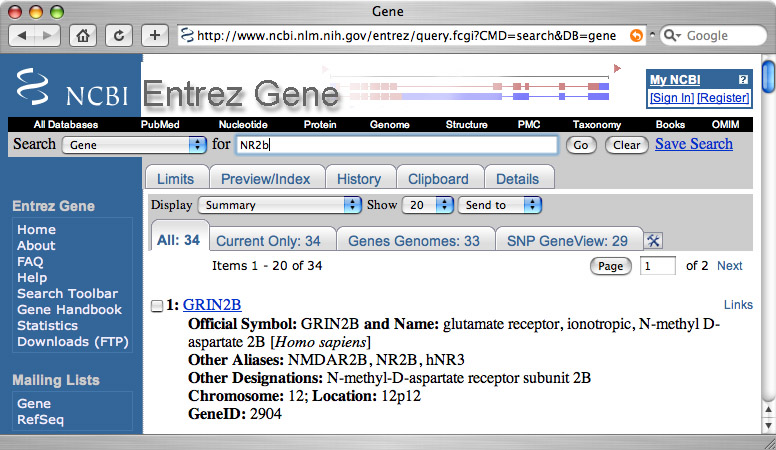 Gene
http://www.ncbi.nlm.nih.gov/entrez/query.fcgi?CMD=search&DB=gene
Google
NCBI
Entrez Gene
My NCBI ?
[Sign In] [Register]
All Databases PubMed Nucleotide Protein Genome Structure PMC Taxonomy Books OMIM
Search Gene for NR2b Go Clear Save Search
Limits Preview/Index History Clipboard Details
Display Summary Show 20 Send to
All: 34 Current Only: 34 Genes Genomes: 33 SNP GeneView: 29
Items 1 - 20 of 34 Page 1 of 2 Next
Entrez Gene
Home
About
FAQ
Help
Search Toolbar
Gene Handbook
Statistics
Downloads (FTP)
Mailing Lists
Gene
RefSeq
1: GRIN2B Links
Official Symbol: GRIN2B and Name: glutamate receptor, ionotropic, N-methyl D-
aspartate 2B [Homo sapiens]
Other Aliases: NMDAR2B, NR2B, hNR3
Other Designations: N-methyl-D-aspartate receptor subunit 2B
Chromosome: 12; Location: 12p12
GeneID: 2904